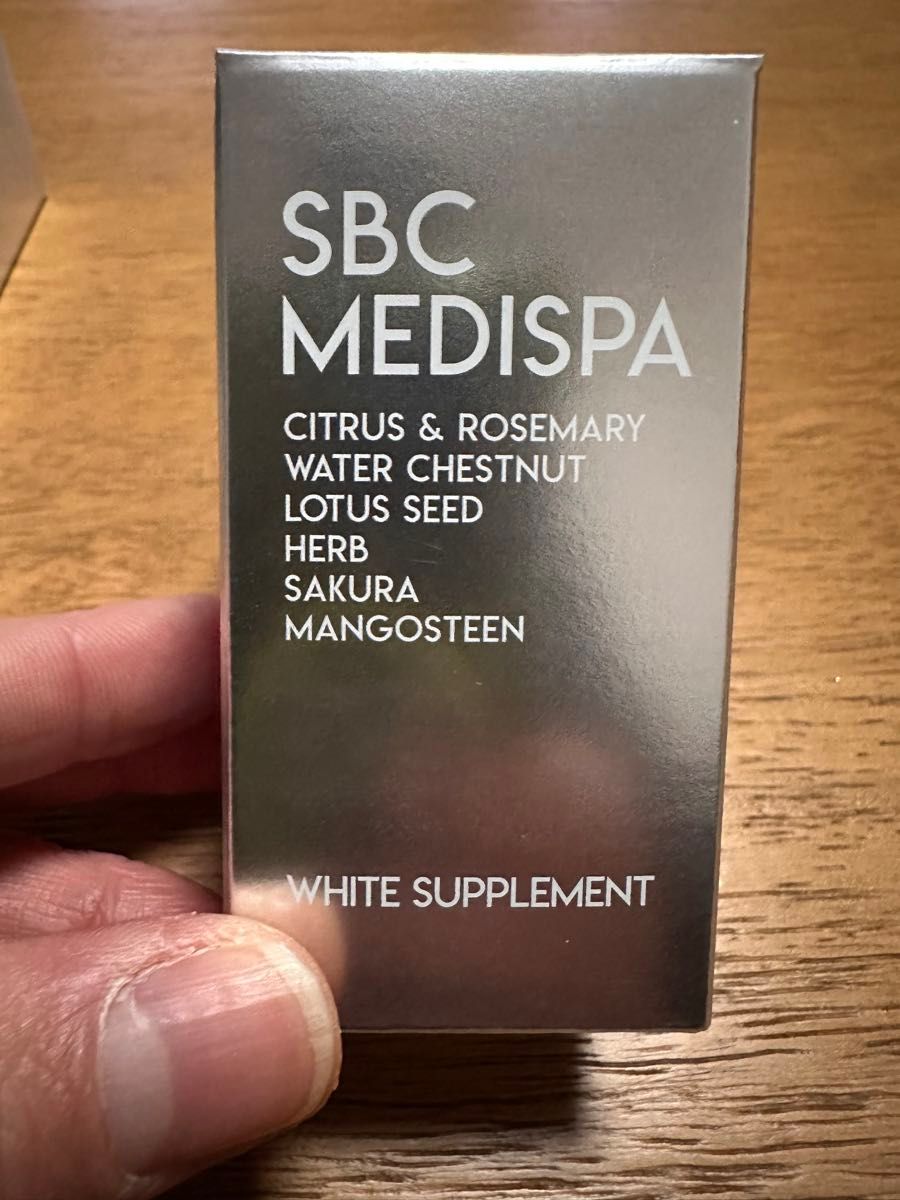 SBC
MEDISPA
CITRUS & ROSEMARY
WATER CHESTNUT
LOTUS SEED
HERB
SAKURA
MANGOSTEEN
WHITE SUPPLEMENT